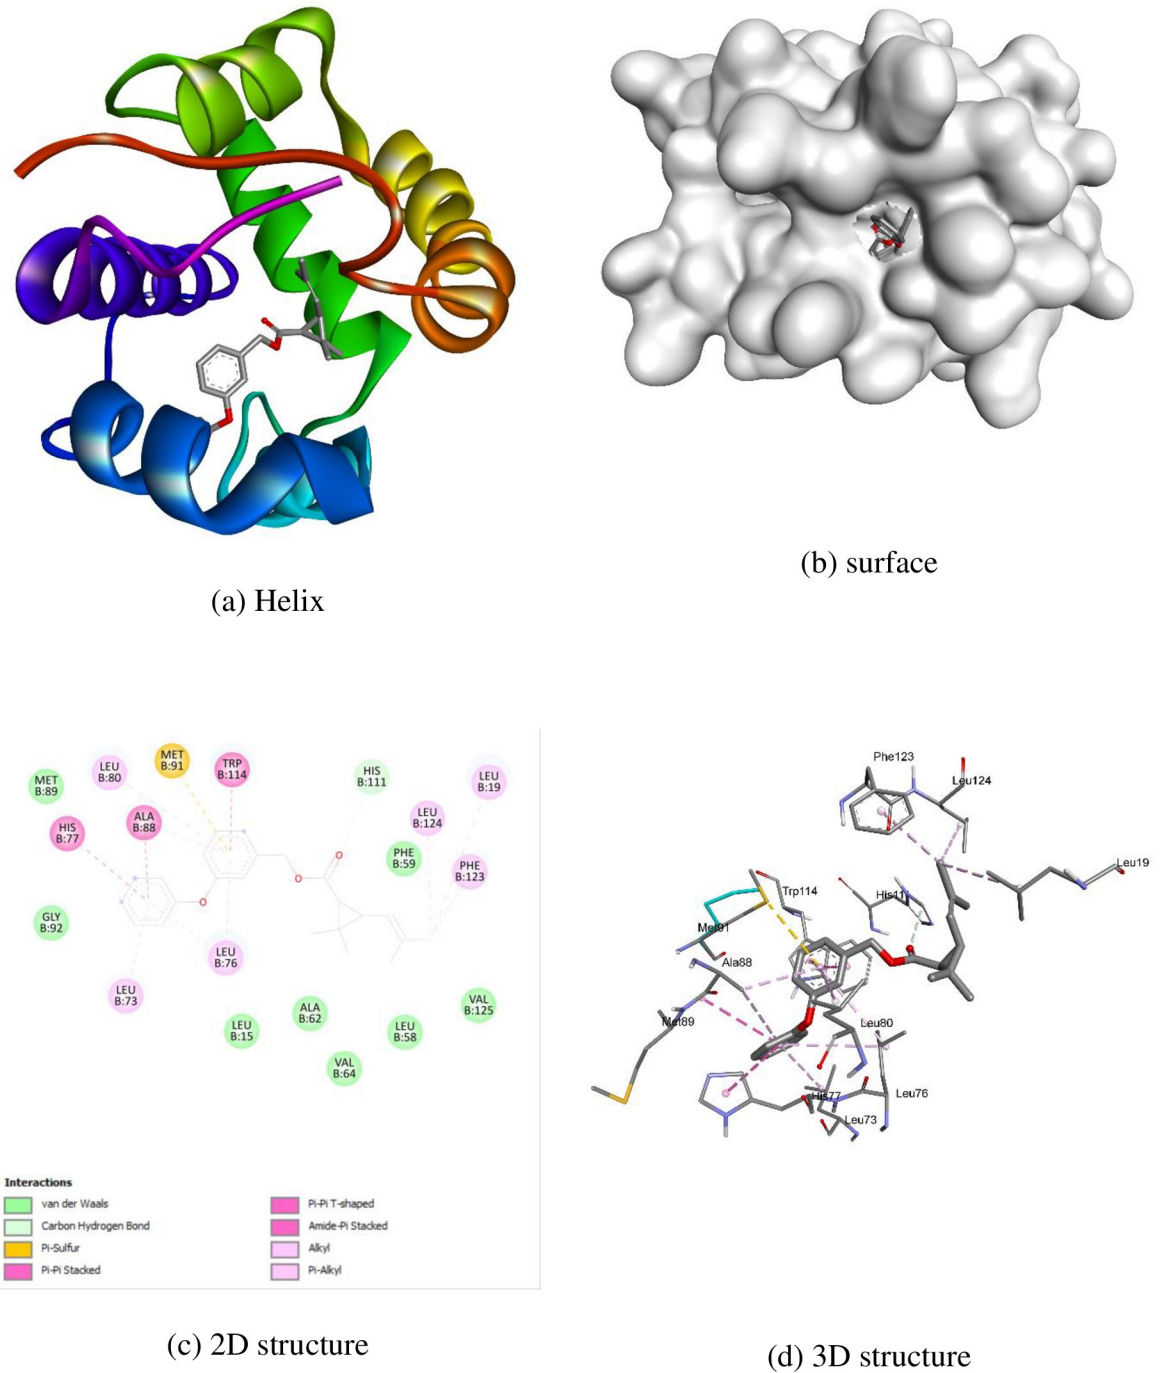 (a) Helix
(b) surface
MET
B:89
LEU
B:80
MET
B:91
TRP
B:114
HIS
B:77
ALA
B:88
HIS
B:111
LEU
B:19
LEU
B:124
PHE
B:59
PHE
B:123
O
O
O
GLY
B:92
LEU
B:76
LEU
B:73
LEU
B:15
ALA
B:62
VAL
B:64
LEU
B:58
VAL
B:125
Interactions
van der Waals
Carbon Hydrogen Bond
Pi-Sulfur
Pi-Pi Stacked
Pi-Pi T-shaped
Amide-Pi Stacked
Alkyl
Pi-Alkyl
Phe123
Leu124
Leu19
Trp114
Met91
Ala88
Met89
Leu80
His77
Leu76
Leu73
(c) 2D structure
(d) 3D structure